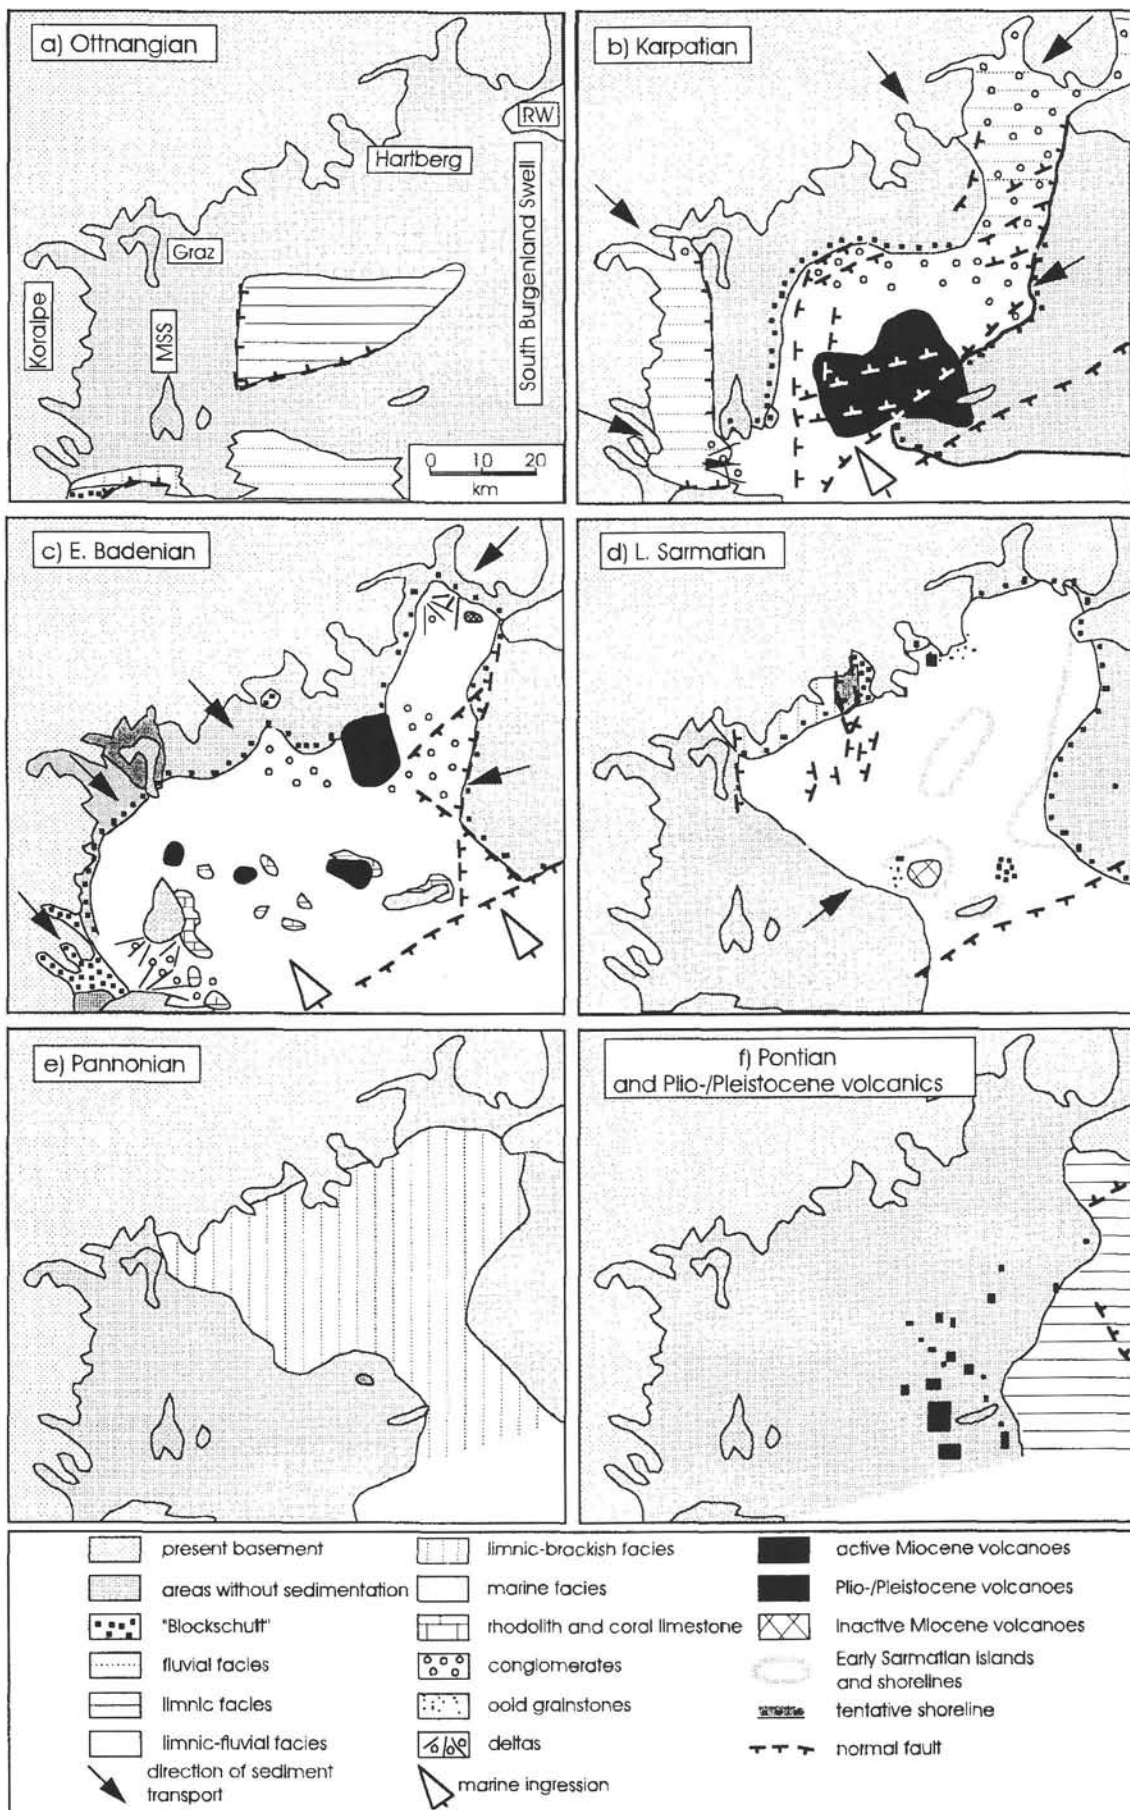 a) Ottnangian
RW
Hartberg
South Burgenland Swell
Graz
Koralpe
MSS
0 10 20
km
b) Karpatian
c) E. Badenian
d) L. Sarmatian
e) Pannonian
f) Pontian
and Plio-/Pleistocene volcanics
present basement
areas without sedimentation
"Blockschutt"
fluvial facies
limnic facies
limnic-fluvial facies
direction of sediment
transport
limnic-brackish facies
marine facies
rhodolith and coral limestone
conglomerates
ooid grainstones
deltas
marine ingression
active Miocene volcanoes
Plio-/Pleistocene volcanoes
Inactive Miocene volcanoes
Early Sarmatian islands
and shorelines
tentative shoreline
normal fault